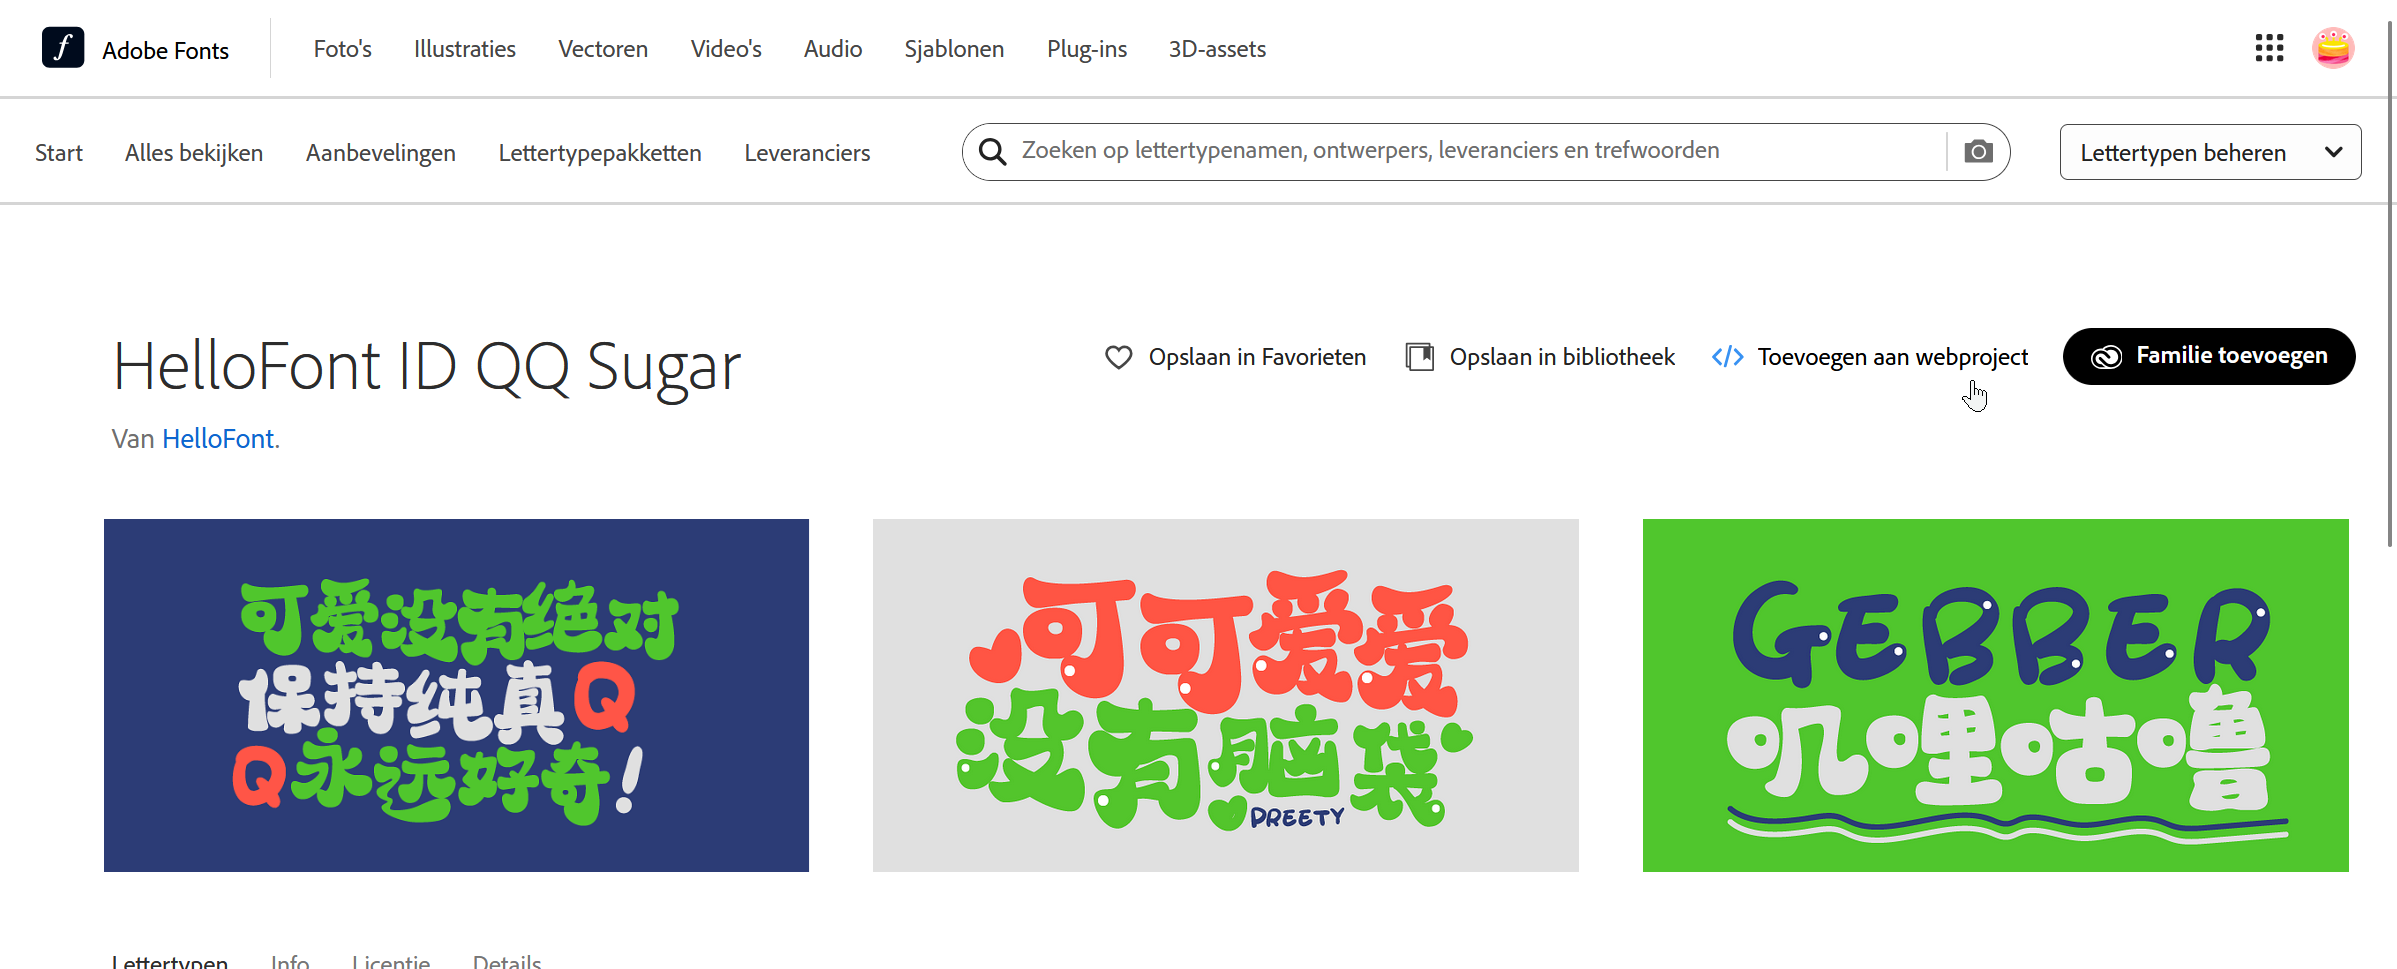 Adobe Fonts
Foto's Illustraties Vectoren Video's Audio Sjablonen Plug-ins 3D-assets
Start Alles bekijken Aanbevelingen Lettertypepakketten Leveranciers
Zoeken op lettertypenamen, ontwerpers, leveranciers en trefwoorden
Lettertypen beheren
HelloFont ID QQ Sugar
Opslaan in Favorieten
Opslaan in bibliotheek
</> Toevoegen aan webproject
Familie toevoegen
Van HelloFont.
可爱没有绝对
保持纯真Q
Q永远好奇!
可可爱爱
没有脑袋
PREETY
GEBBER
叽哩咕噜
Lettertypen Info Licentie Details